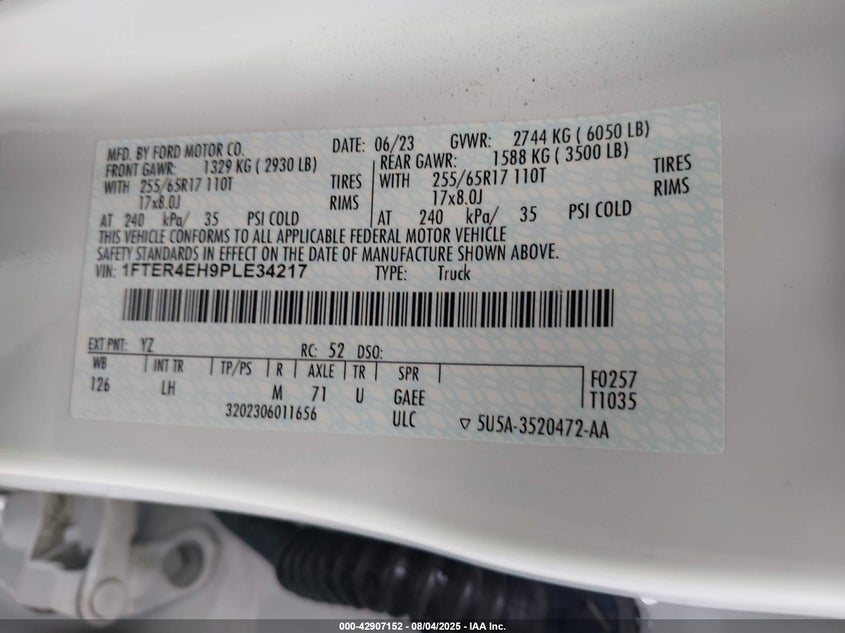 MFD. BY FORD MOTOR CO. DATE: 06/23 GVWR: 2744 KG ( 6050 LB)
FRONT GAWR: 1329 KG ( 2930 LB) REAR GAWR: 1588 KG ( 3500 LB)
WITH 255/65R17 110T TIRES WITH 255/65R17 110T TIRES
17x8.0J RIMS 17x8.0J RIMS
AT 240 kPa/ 35 PSI COLD AT 240 kPa/ 35 PSI COLD
THIS VEHICLE CONFORMS TO ALL APPLICABLE FEDERAL MOTOR VEHICLE
SAFETY STANDARDS IN EFFECT ON THE DATE OF MANUFACTURE SHOWN ABOVE.
VIN: 1FTER4EH9PLE34217 TYPE: Truck
EXT PNT: YZ RC: 52 DSO:
WB INT TR TP/PS R AXLE TR SPR F0257
126 LH M 71 U GAEE T1035
3202306011656 ULC ▽ 5U5A-3520472-AA
000-42907152 - 08/04/2025 - IAA Inc.